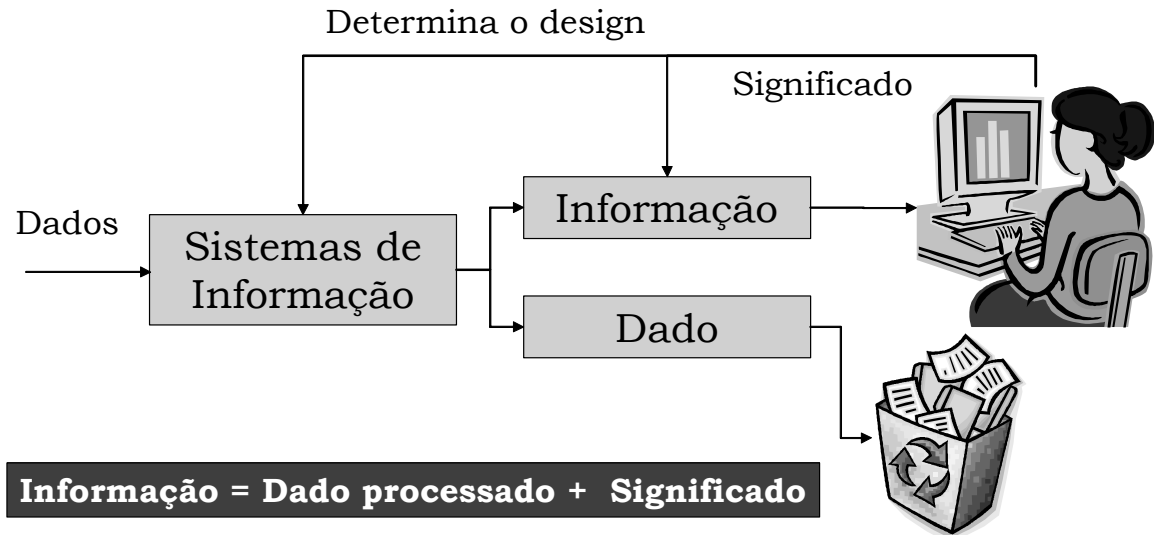 Determina o design
Significado
Dados
Sistemas de
Informação
Informação
Dado
Informação = Dado processado + Significado